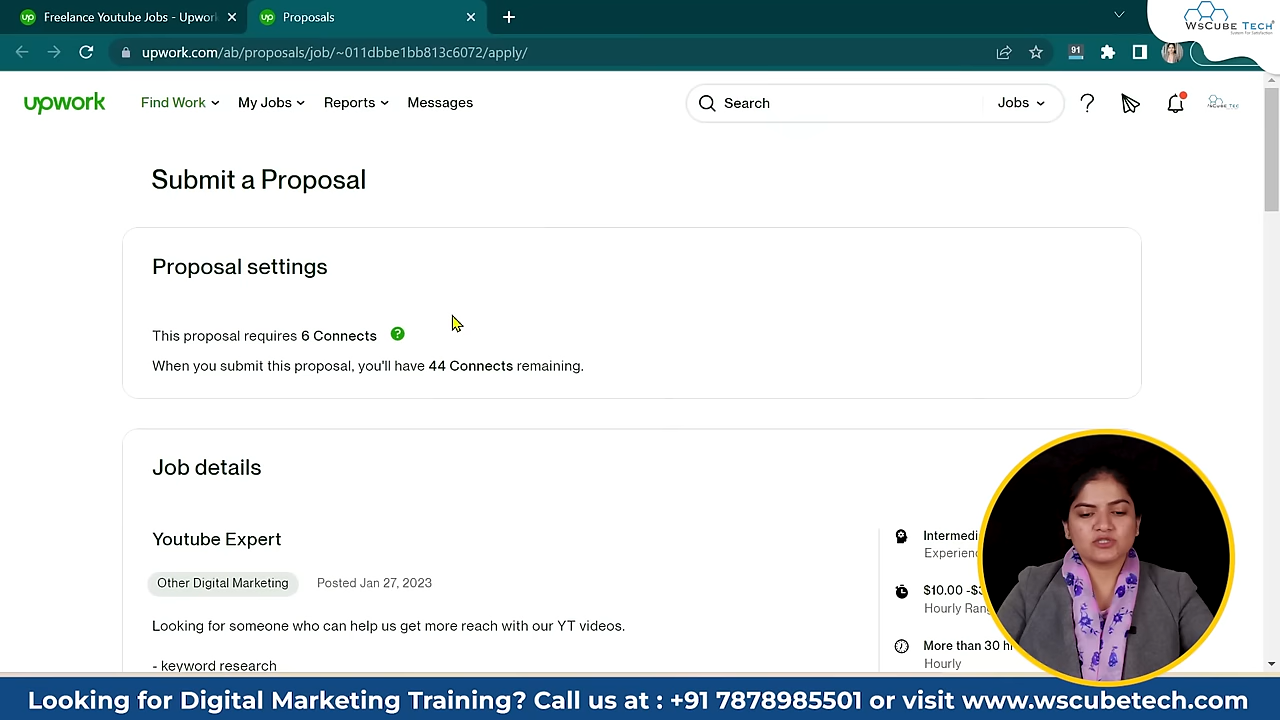 Freelance Youtube Jobs - Upwor
Proposals
WsCube Tech
upwork.com/ab/proposals/job/~011dbbe1bb813c6072/apply/
91
upwork
Find Work
My Jobs
Reports
Messages
Search
Jobs
Submit a Proposal
Proposal settings
This proposal requires 6 Connects
When you submit this proposal, you'll have 44 Connects remaining.
Job details
Youtube Expert
Other Digital Marketing
Posted Jan 27, 2023
Looking for someone who can help us get more reach with our YT videos.
- keyword research
Intermedi
Experienc
$10.00 -$
Hourly Rang
More than 30 h
Hourly
Looking for Digital Marketing Training? Call us at : +91 7878985501 or visit www.wscubetech.com